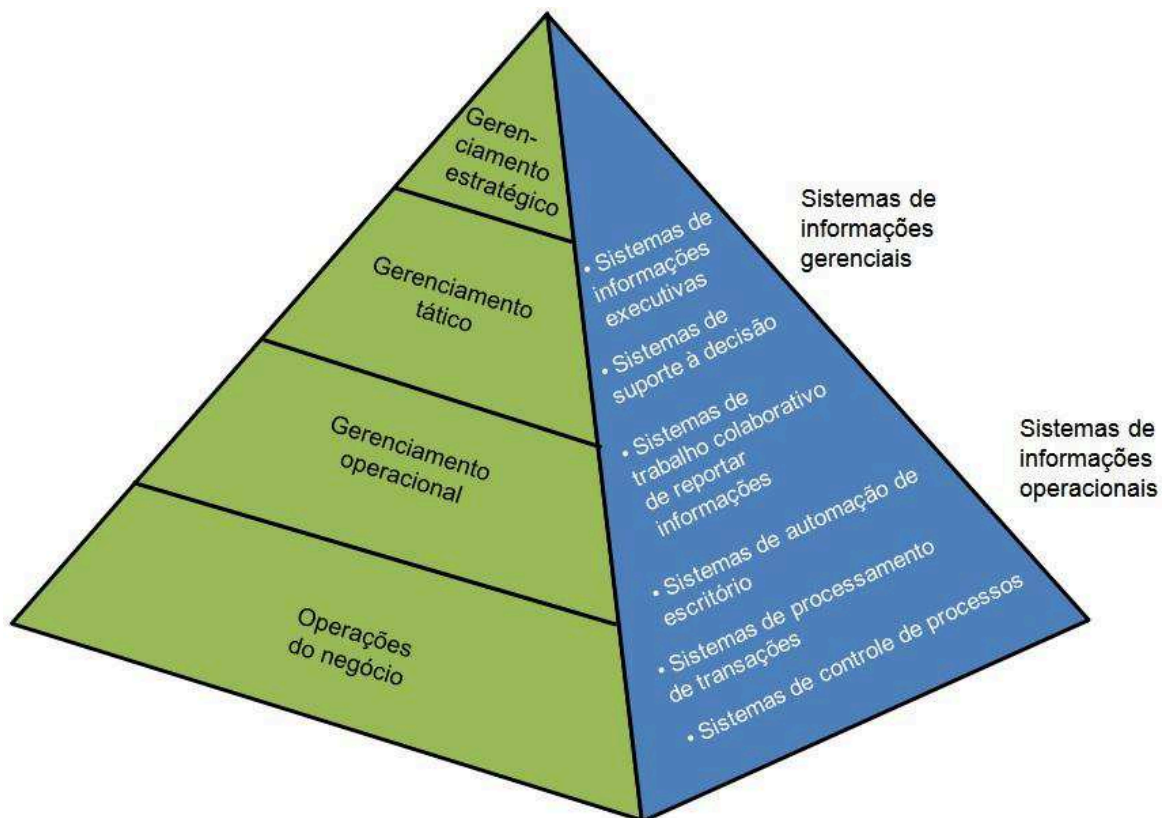 Geren-
ciamento
estratégico
Gerenciamento
tático
Gerenciamento
operacional
Operações
do negócio
• Sistemas de
informações
executivas
• Sistemas de
suporte à decisão
• Sistemas de
trabalho colaborativo
de reportar
informações
• Sistemas de automação de
escritório
• Sistemas de processamento
de transações
• Sistemas de controle de processos
Sistemas de
informações
gerenciais
Sistemas de
informações
operacionais